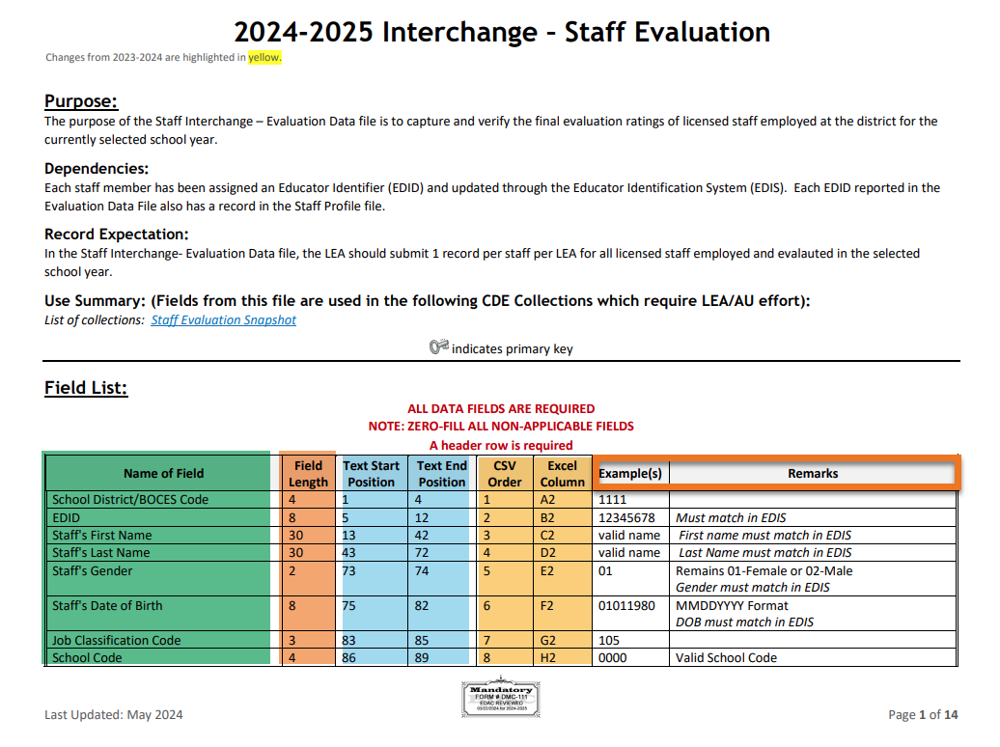 2024-2025 Interchange – Staff Evaluation
Changes from 2023-2024 are highlighted in yellow.
Purpose:
The purpose of the Staff Interchange – Evaluation Data file is to capture and verify the final evaluation ratings of licensed staff employed at the district for the
currently selected school year.
Dependencies:
Each staff member has been assigned an Educator Identifier (EDID) and updated through the Educator Identification System (EDIS).  Each EDID reported in the
Evaluation Data File also has a record in the Staff Profile file.
Record Expectation:
In the Staff Interchange- Evaluation Data file, the LEA should submit 1 record per staff per LEA for all licensed staff employed and evalauted in the selected
school year.
Use Summary: (Fields from this file are used in the following CDE Collections which require LEA/AU effort):
List of collections: Staff Evaluation Snapshot
indicates primary key
Field List:
ALL DATA FIELDS ARE REQUIRED
NOTE: ZERO-FILL ALL NON-APPLICABLE FIELDS
A header row is required
Name of Field Field Length Text Start Position Text End Position CSV Order Excel Column Example(s) Remarks
School District/BOCES Code 4 1 4 1 A2 1111
EDID 8 5 12 2 B2 12345678 Must match in EDIS
Staff's First Name 30 13 42 3 C2 valid name First name must match in EDIS
Staff's Last Name 30 43 72 4 D2 valid name Last Name must match in EDIS
Staff's Gender 2 73 74 5 E2 01 Remains 01-Female or 02-Male
Gender must match in EDIS
Staff's Date of Birth 8 75 82 6 F2 01011980 MMDDYYYY Format
DOB must match in EDIS
Job Classification Code 3 83 85 7 G2 105
School Code 4 86 89 8 H2 0000 Valid School Code
Mandatory
FORM # DMC-111
EDAC REVIEWED
03/22/2024 for 2024-2025
Last Updated: May 2024
Page 1 of 14